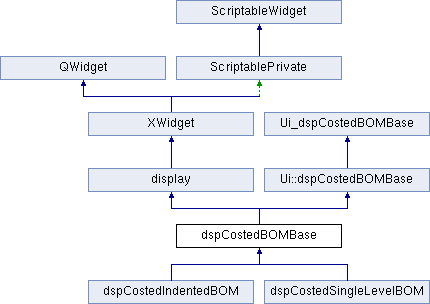 ScriptableWidget
QWidget
ScriptablePrivate
XWidget
Ui_dspCostedBOMBase
display
Ui::dspCostedBOMBase
dspCostedBOMBase
dspCostedIndentedBOM
dspCostedSingleLevelBOM